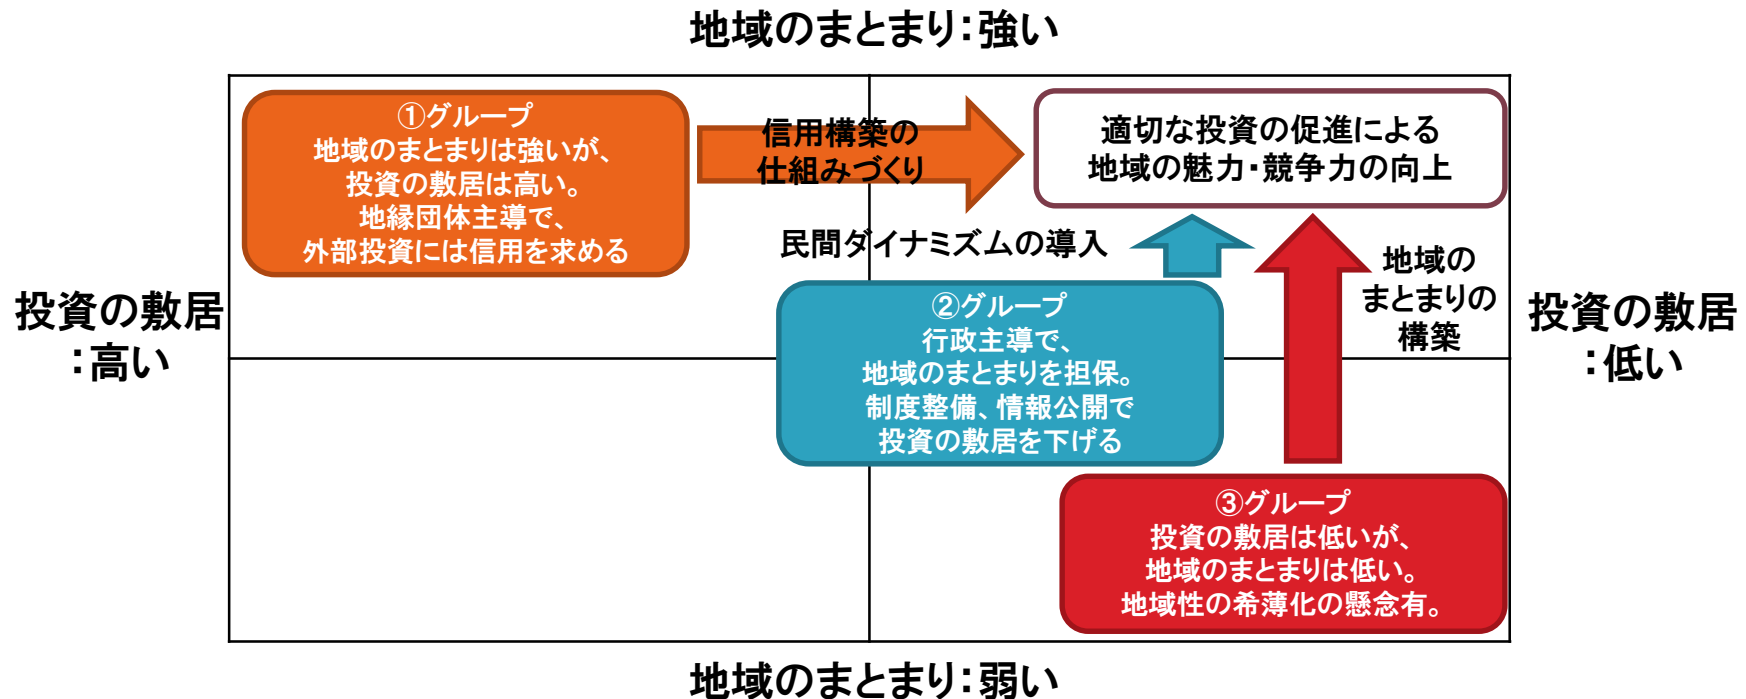 地域のまとまり：強い
①グループ
地域のまとまりは強いが、
投資の敷居は高い。
地縁団体主導で、
外部投資には信用を求める
信用構築の
仕組みづくり
適切な投資の促進による
地域の魅力・競争力の向上
民間ダイナミズムの導入
地域の
まとまりの
構築
投資の敷居
：高い
②グループ
行政主導で、
地域のまとまりを担保。
制度整備、情報公開で
投資の敷居を下げる
投資の敷居
：低い
③グループ
投資の敷居は低いが、
地域のまとまりは低い。
地域性の希薄化の懸念有。
地域のまとまり：弱い